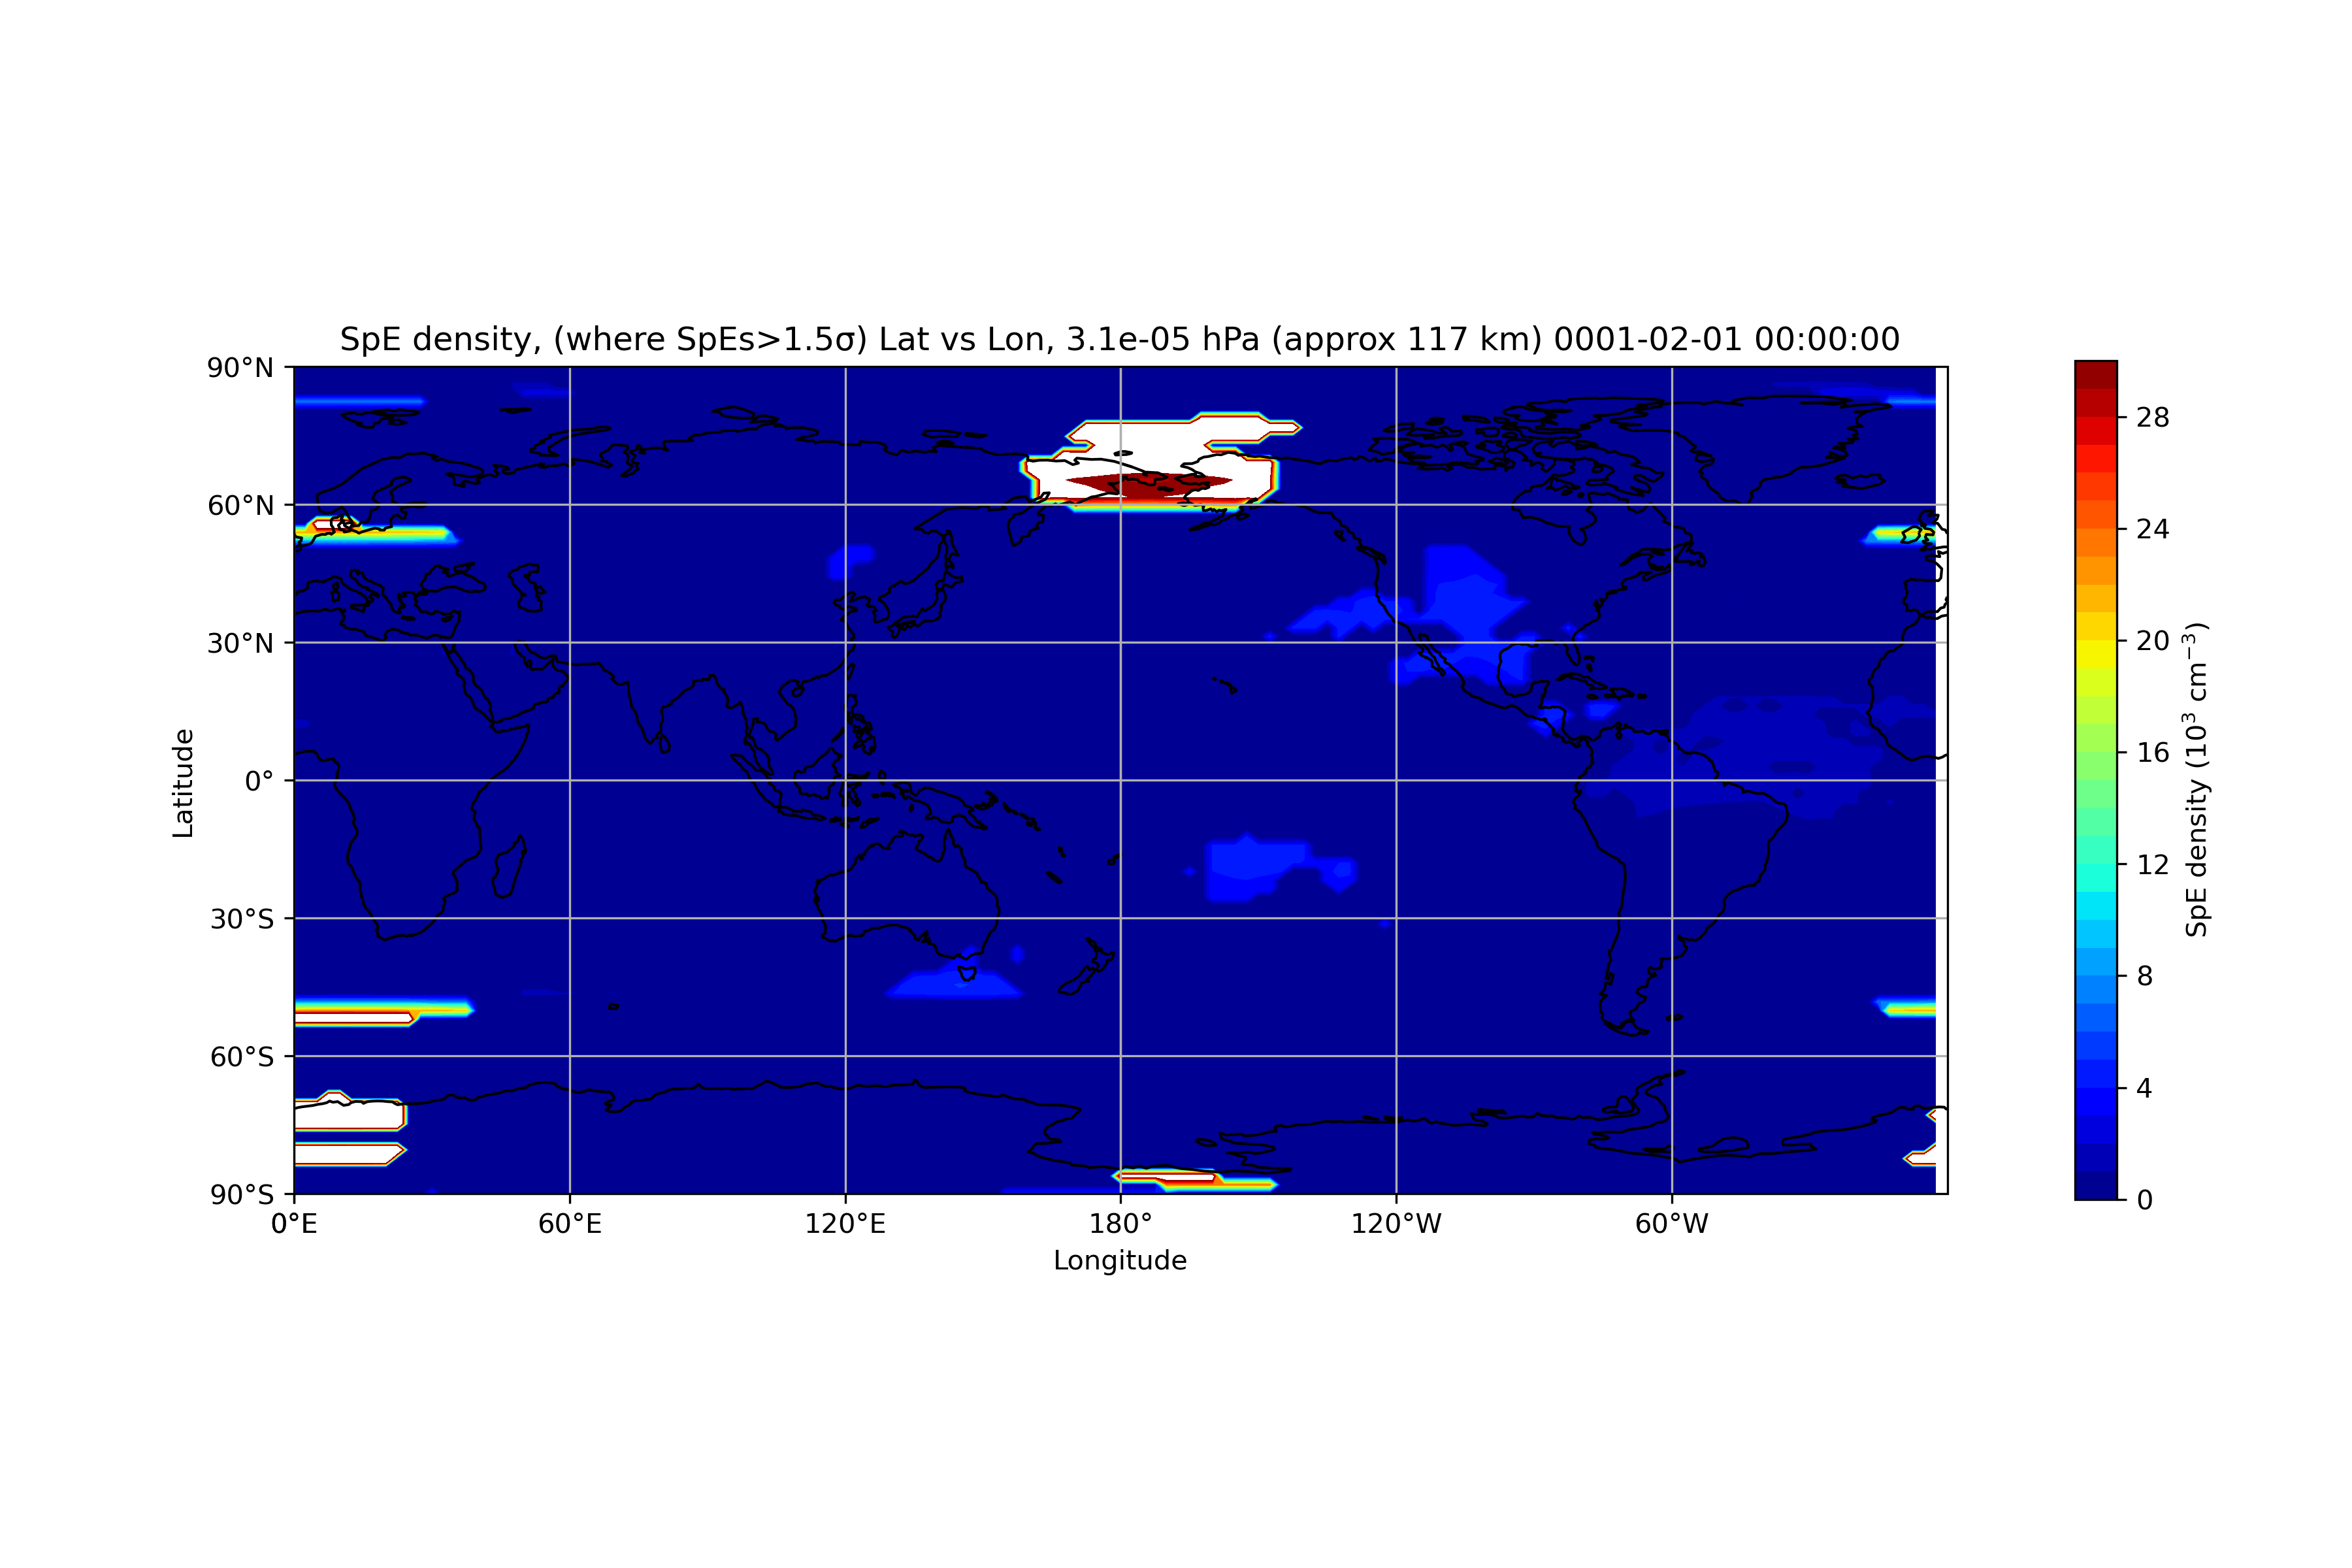 SpE density, (where SpEs>1.5σ) Lat vs Lon, 3.1e-05 hPa (approx 117 km) 0001-02-01 00:00:00
90°N
60°N
30°N
0°
30°S
60°S
90°S
Latitude
0°E
60°E
120°E
180°
120°W
60°W
Longitude
28
24
20
16
12
8
4
0
SpE density (10³ cm⁻³)